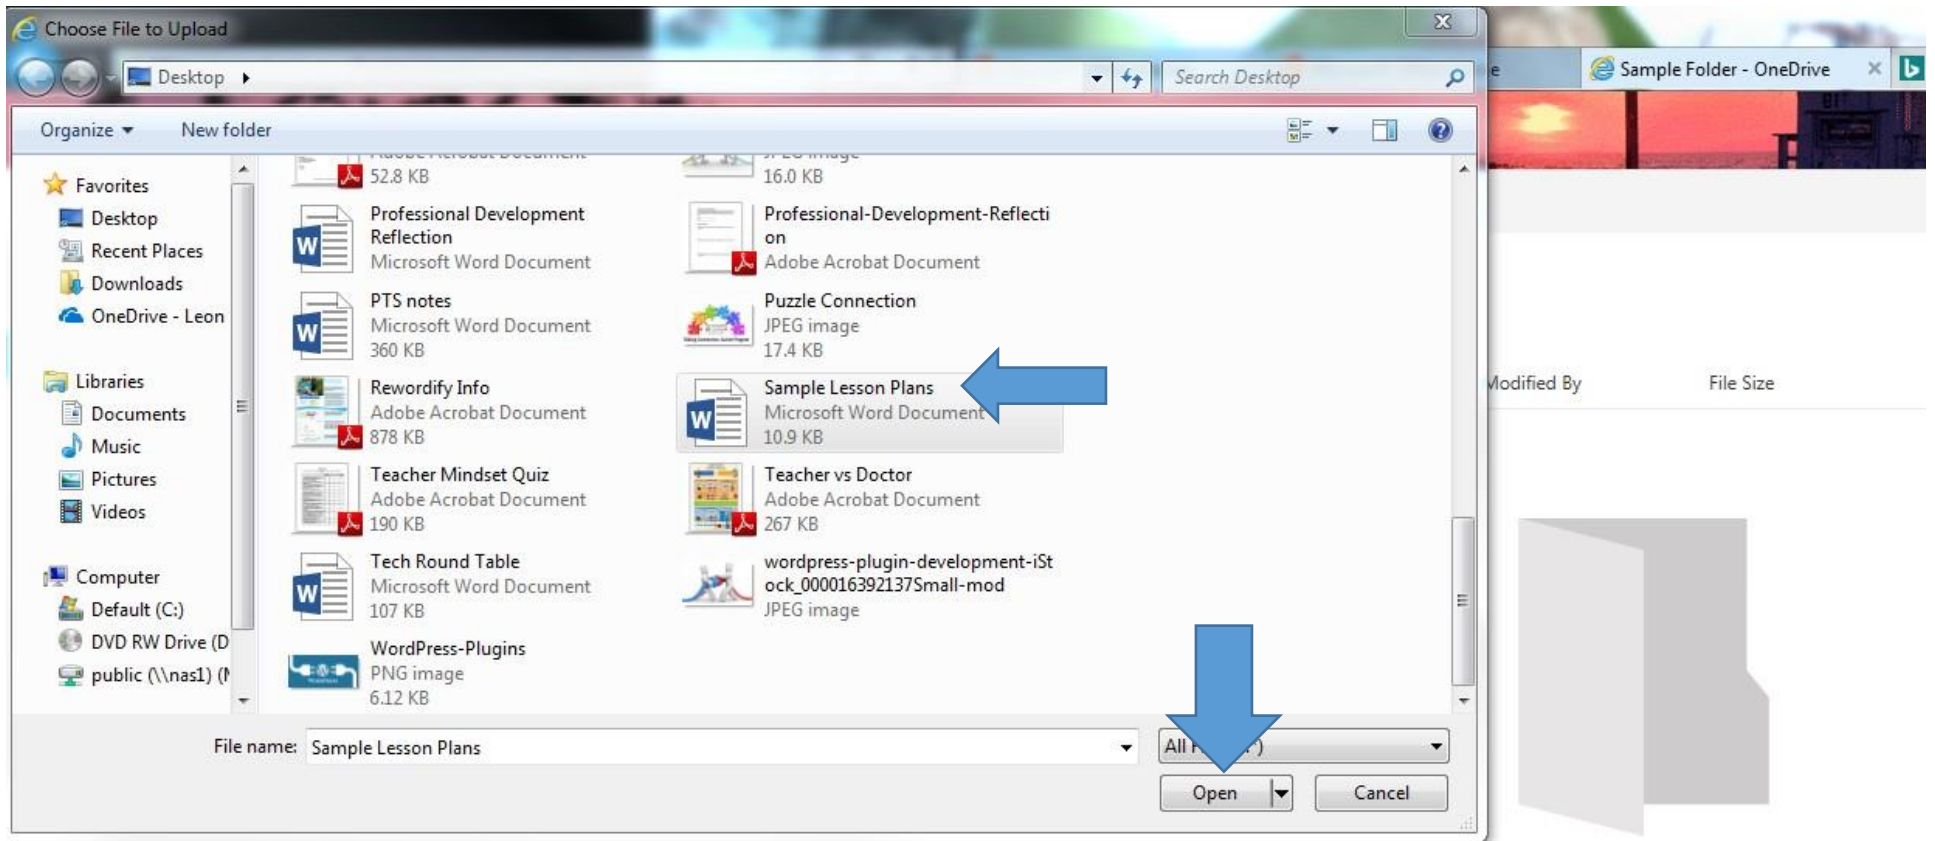 Choose File to Upload
Desktop
Search Desktop
Sample Folder - OneDrive
Organize
New folder
Favorites
Desktop
Recent Places
Downloads
OneDrive - Leon
Libraries
Documents
Music
Pictures
Videos
Computer
Default (C:)
DVD RW Drive (D
public (\\nas1) (M
Adobe Acrobat Document
52.8 KB
JPEG image
16.0 KB
Professional Development
Reflection
Microsoft Word Document
Professional-Development-Reflecti
on
Adobe Acrobat Document
PTS notes
Microsoft Word Document
360 KB
Puzzle Connection
JPEG image
17.4 KB
Rewordify Info
Adobe Acrobat Document
878 KB
Sample Lesson Plans
Microsoft Word Document
10.9 KB
Teacher Mindset Quiz
Adobe Acrobat Document
190 KB
Teacher vs Doctor
Adobe Acrobat Document
267 KB
Tech Round Table
Microsoft Word Document
107 KB
wordpress-plugin-development-iSt
ock_000016392137Small-mod
JPEG image
WordPress-Plugins
PNG image
6.12 KB
File name: Sample Lesson Plans
All
Open
Cancel
Modified By
File Size